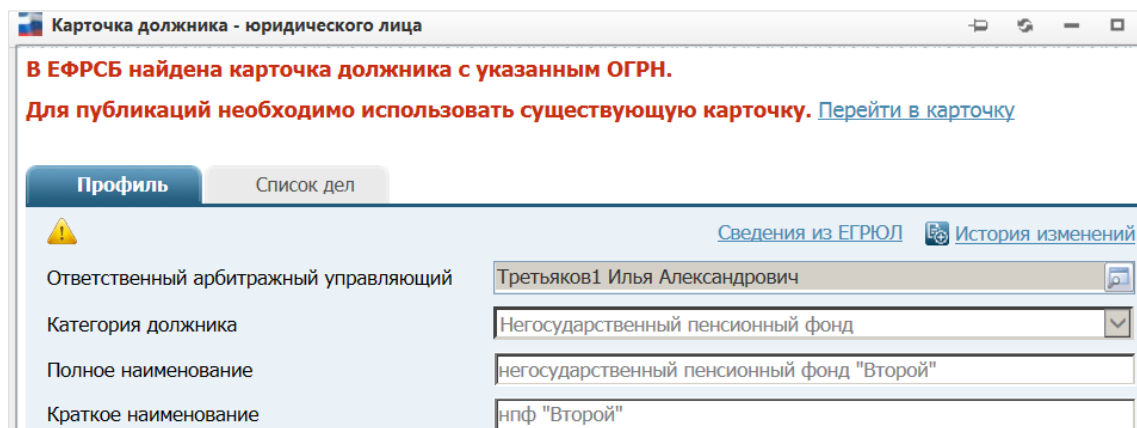 Карточка должника - юридического лица
В ЕФРСБ найдена карточка должника с указанным ОГРН.
Для публикаций необходимо использовать существующую карточку. Перейти в карточку
Профиль Список дел
Сведения из ЕГРЮЛ История изменений
Ответственный арбитражный управляющий Третьяков1 Илья Александрович
Категория должника Негосударственный пенсионный фонд
Полное наименование негосударственный пенсионный фонд "Второй"
Краткое наименование нпф "Второй"